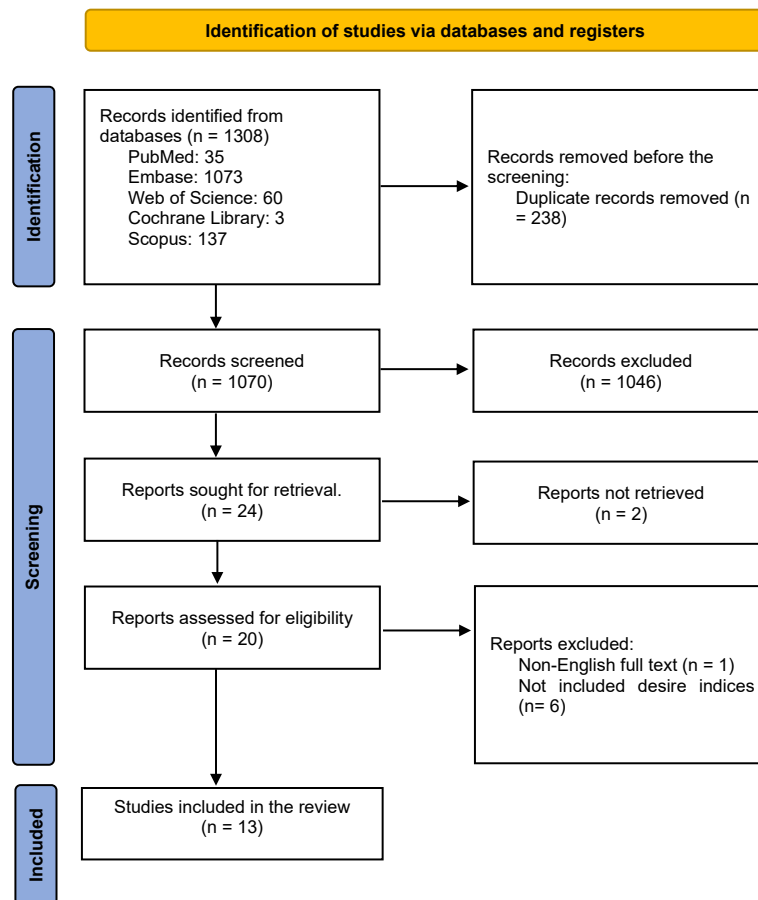 Identification of studies via databases and registers
Identification
Records identified from
databases (n = 1308)
PubMed: 35
Embase: 1073
Web of Science: 60
Cochrane Library: 3
Scopus: 137
Records removed before the
screening:
Duplicate records removed (n
= 238)
Screening
Records screened
(n = 1070)
Records excluded
(n = 1046)
Reports sought for retrieval.
(n = 24)
Reports not retrieved
(n = 2)
Reports assessed for eligibility
(n = 20)
Reports excluded:
Non-English full text (n = 1)
Not included desire indices
(n= 6)
Included
Studies included in the review
(n = 13)